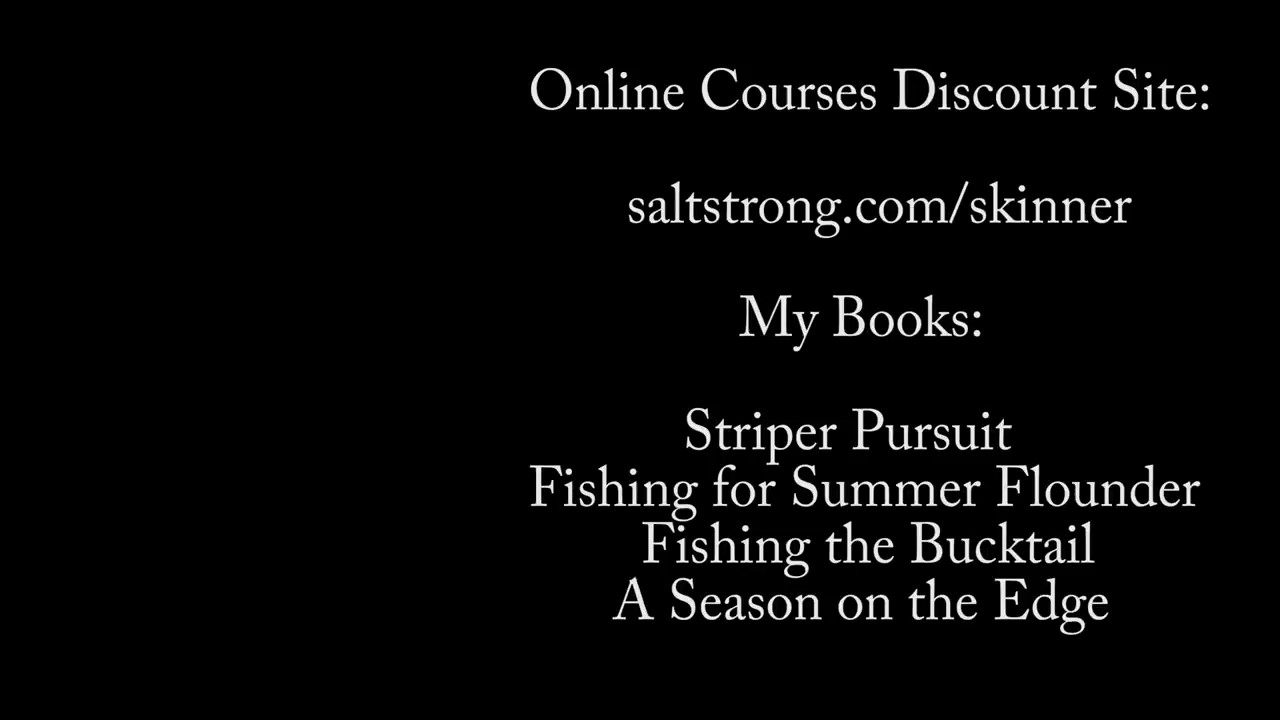 Online Courses Discount Site:
saltstrong.com/skinner
My Books:
Striper Pursuit
Fishing for Summer Flounder
Fishing the Bucktail
A Season on the Edge